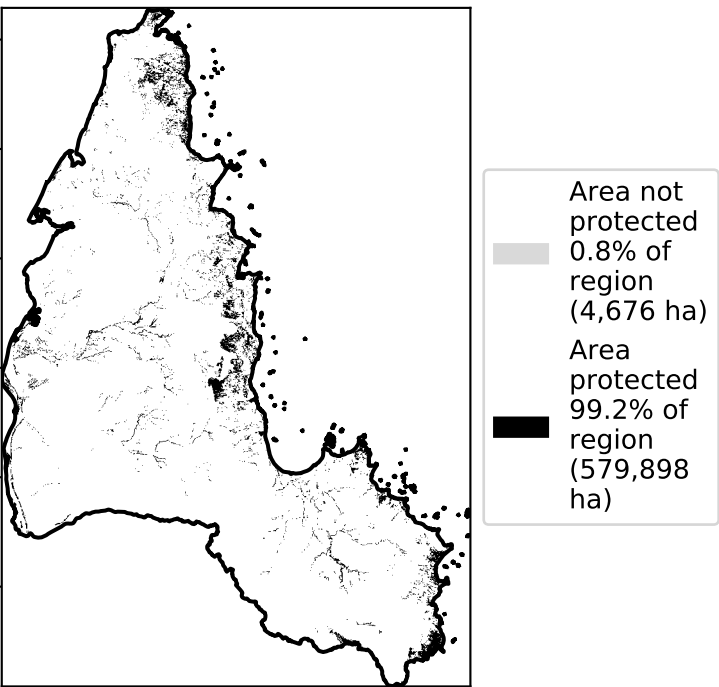 Area not
protected
0.8% of
region
(4,676 ha)
Area
protected
99.2% of
region
(579,898
ha)